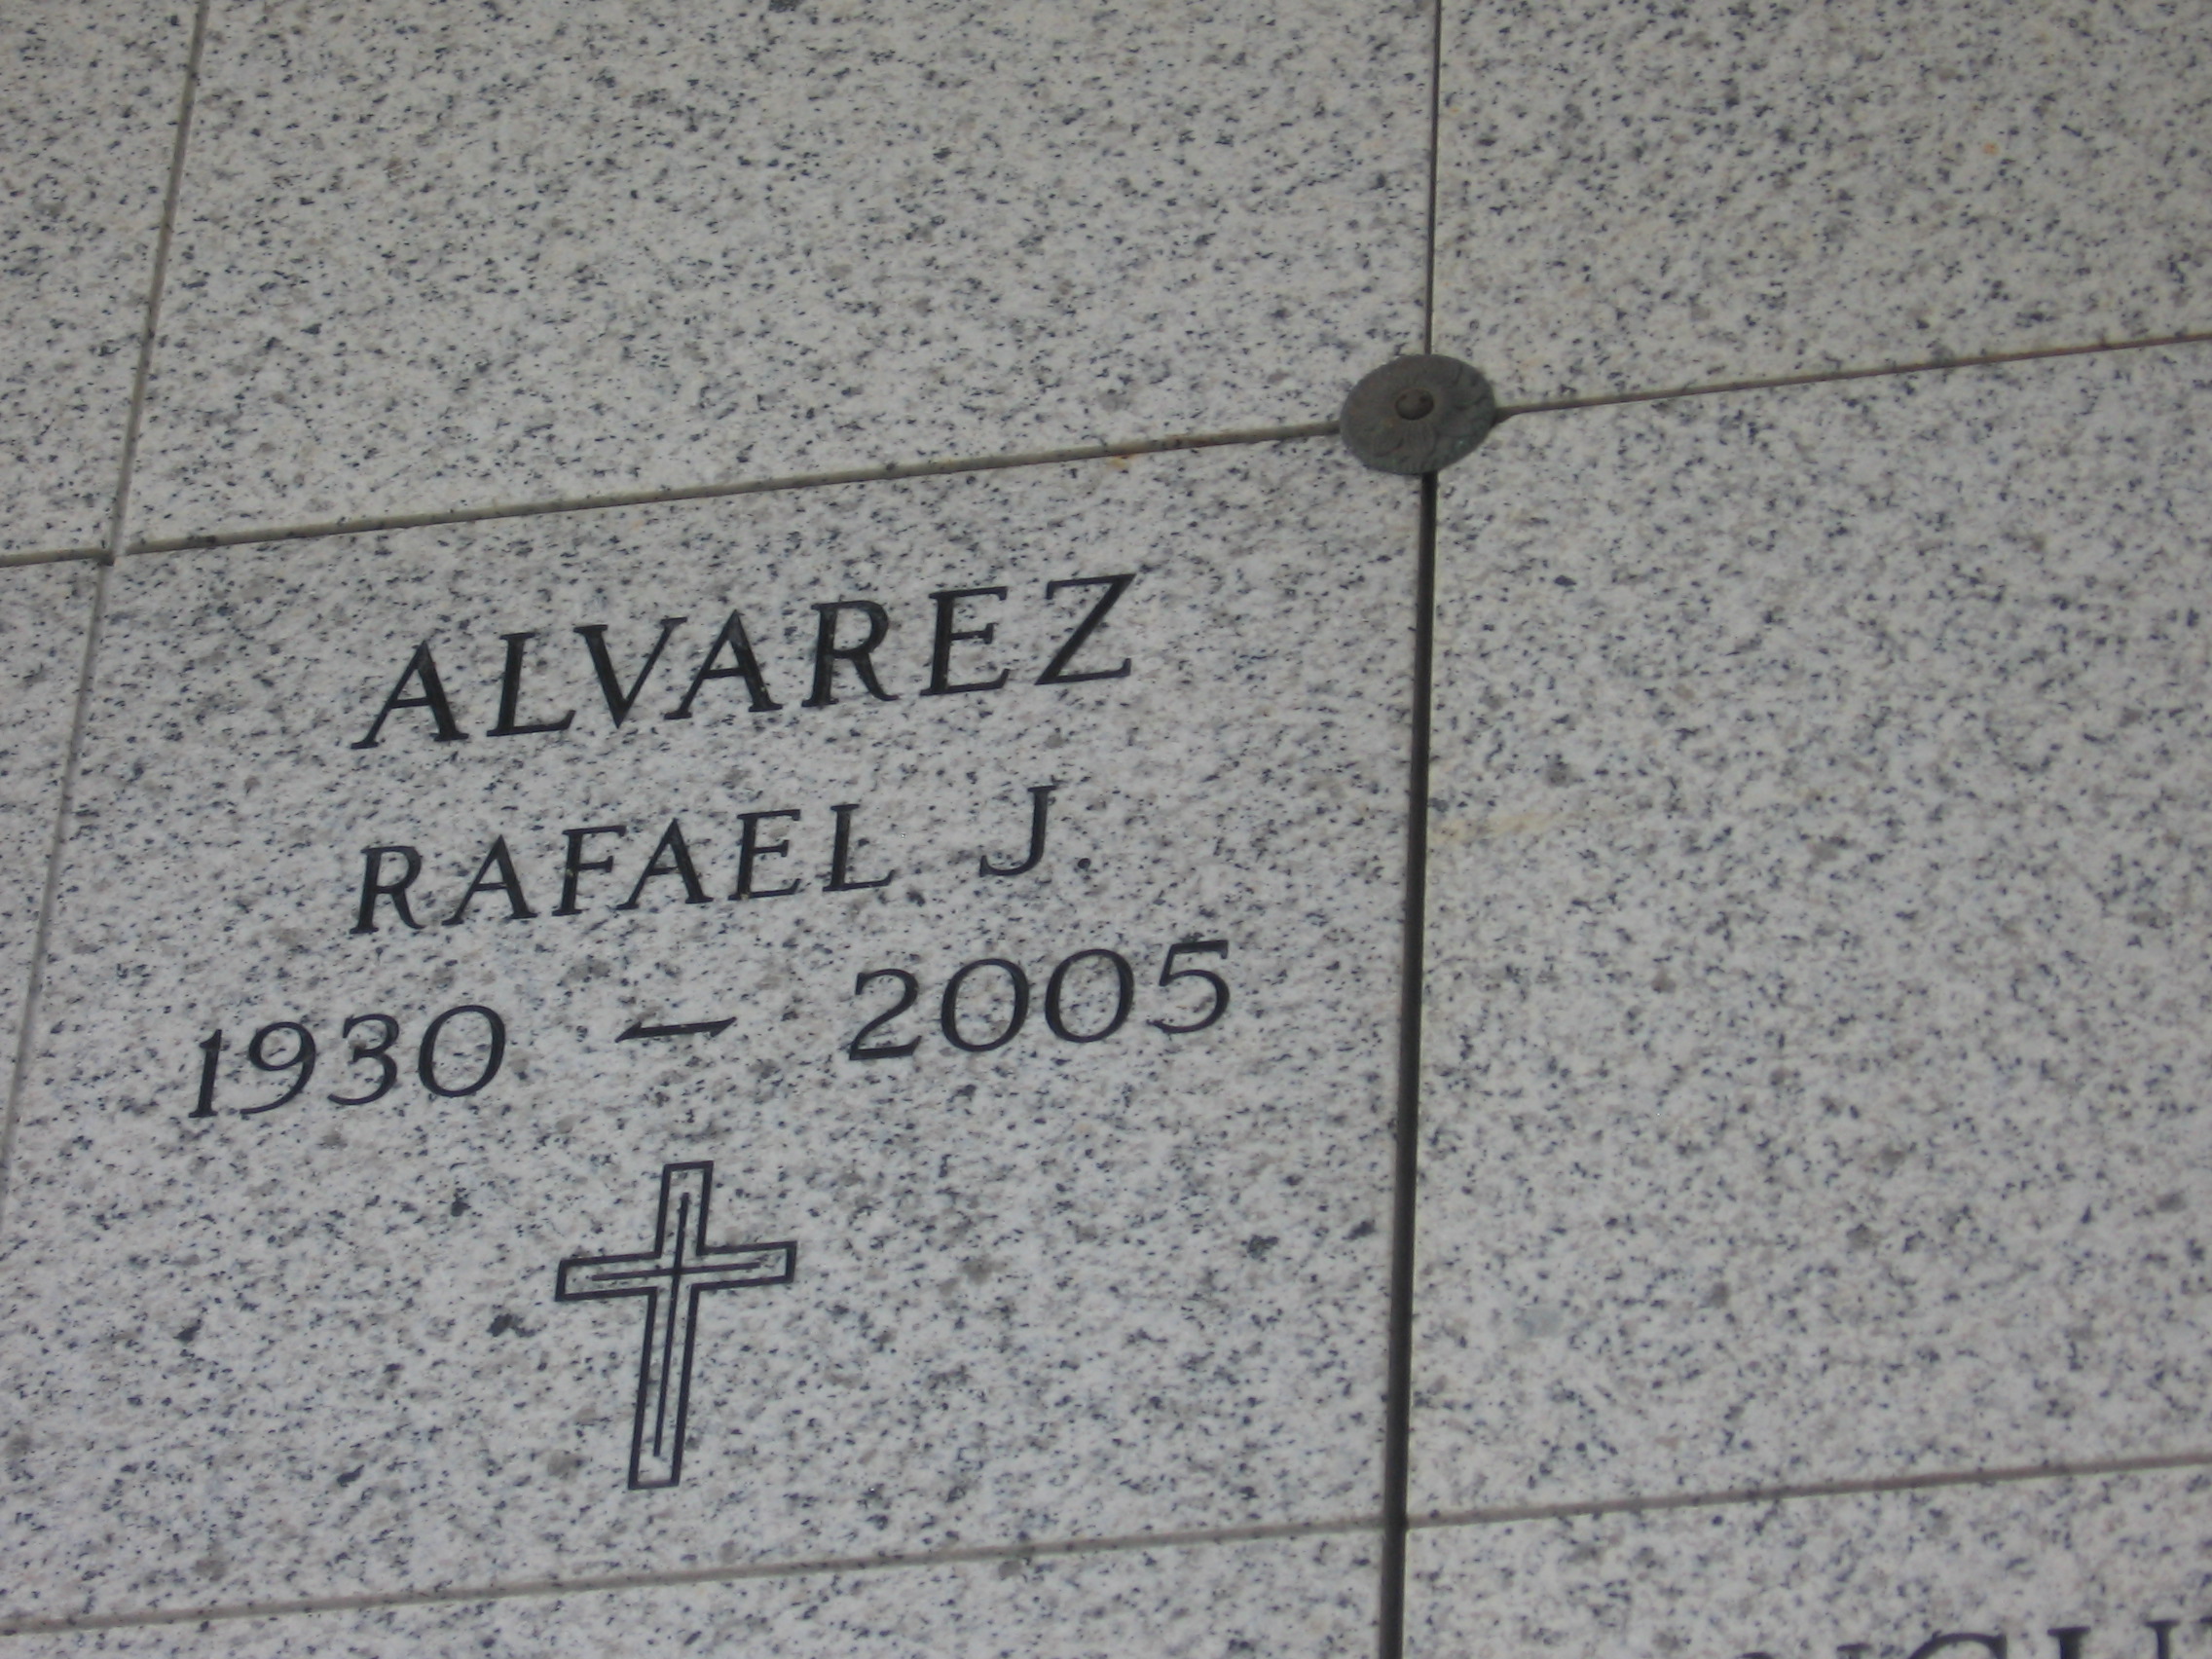 ALVAREZ
RAFAEL J
1930 – 2005